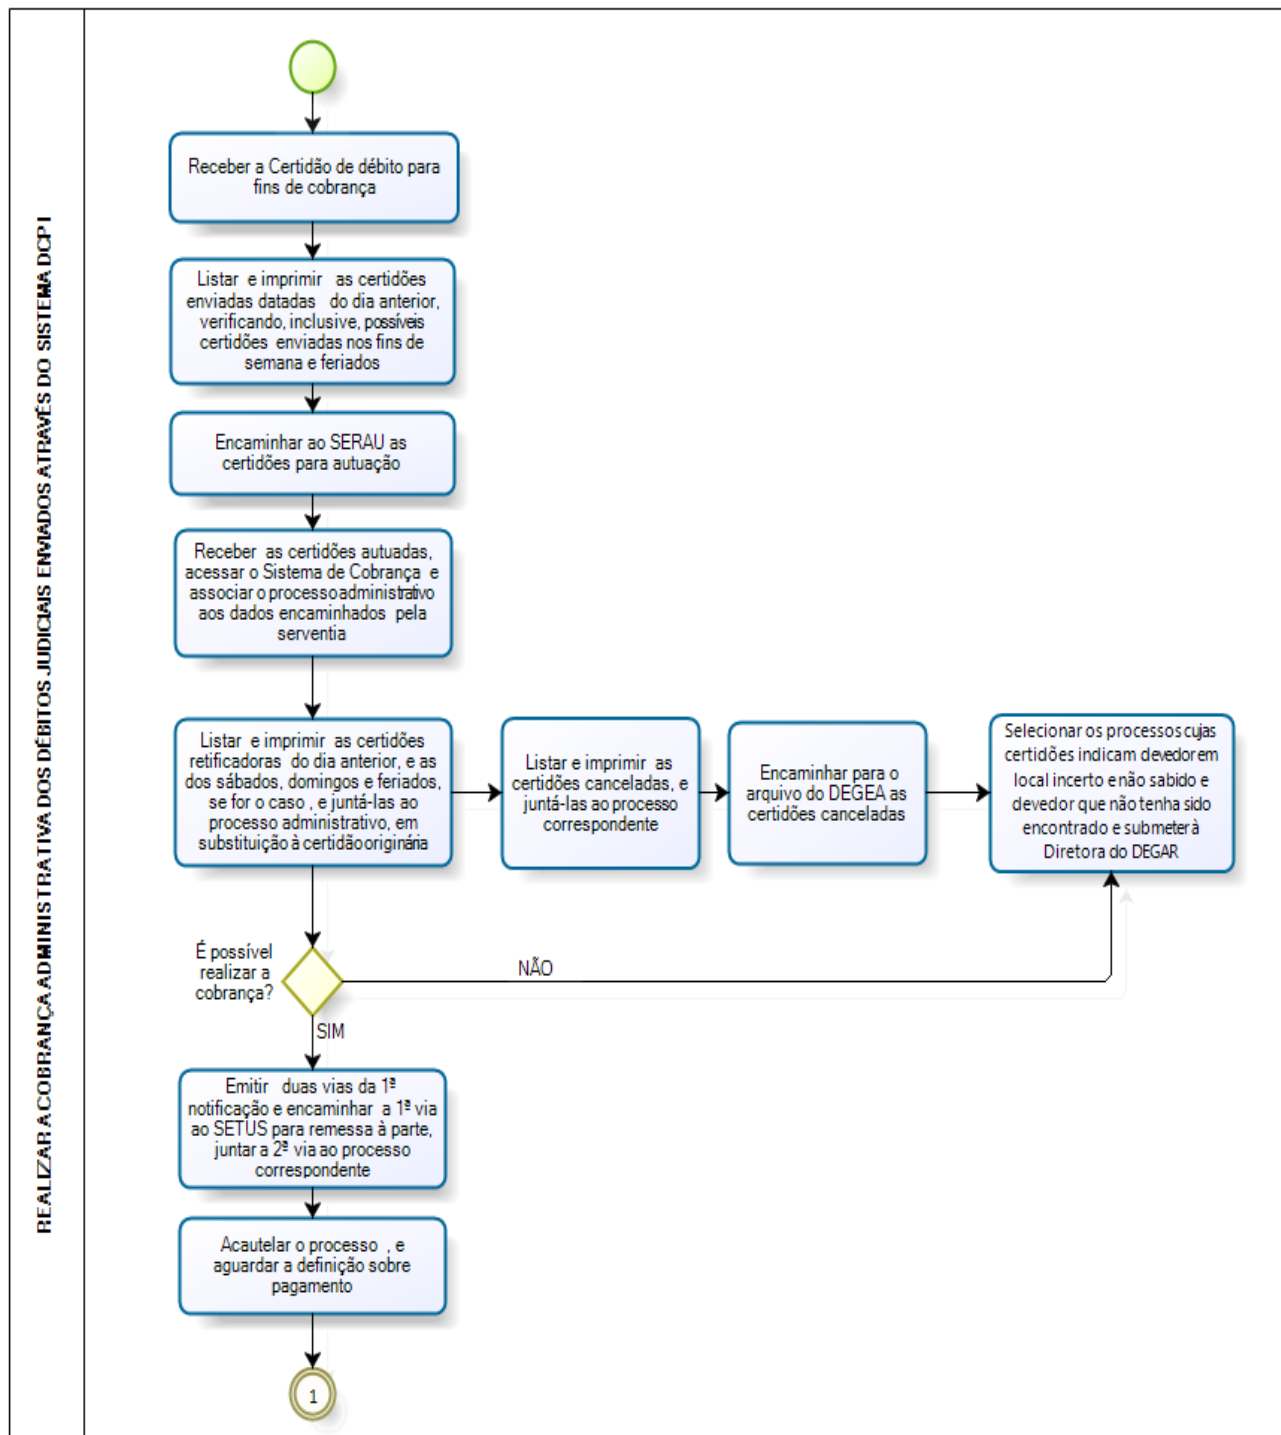 REALIZAR A COBRANÇA ADMINISTRATIVA DOS DÉBITOS JUDICIAIS ENVIADOS ATRAVÉS DO SISTEMA DCP I
Receber a Certidão de débito para
fins de cobrança
Listar e imprimir as certidões
enviadas datadas do dia anterior,
verificando, inclusive, possíveis
certidões enviadas nos fins de
semana e feriados
Encaminhar ao SERAU as
certidões para autuação
Receber as certidões autuadas,
acessar o Sistema de Cobrança e
associar o processo administrativo
aos dados encaminhados pela
serventia
Listar e imprimir as certidões
retificadoras do dia anterior, e as
dos sábados, domingos e feriados,
se for o caso , e juntá-las ao
processo administrativo, em
substituição à certidão originária
Listar e imprimir as
certidões canceladas, e
juntá-las ao processo
correspondente
Encaminhar para o
arquivo do DEGEA as
certidões canceladas
Selecionar os processos cujas
certidões indicam devedor em
local incerto e não sabido e
devedor que não tenha sido
encontrado e submeter à
Diretora do DEGAR
É possível
realizar a
cobrança?
NÃO
SIM
Emitir duas vias da 1ª
notificação e encaminhar a 1ª via
ao SETUS para remessa à parte,
juntar a 2ª via ao processo
correspondente
Acautelar o processo , e
aguardar a definição sobre
pagamento
1